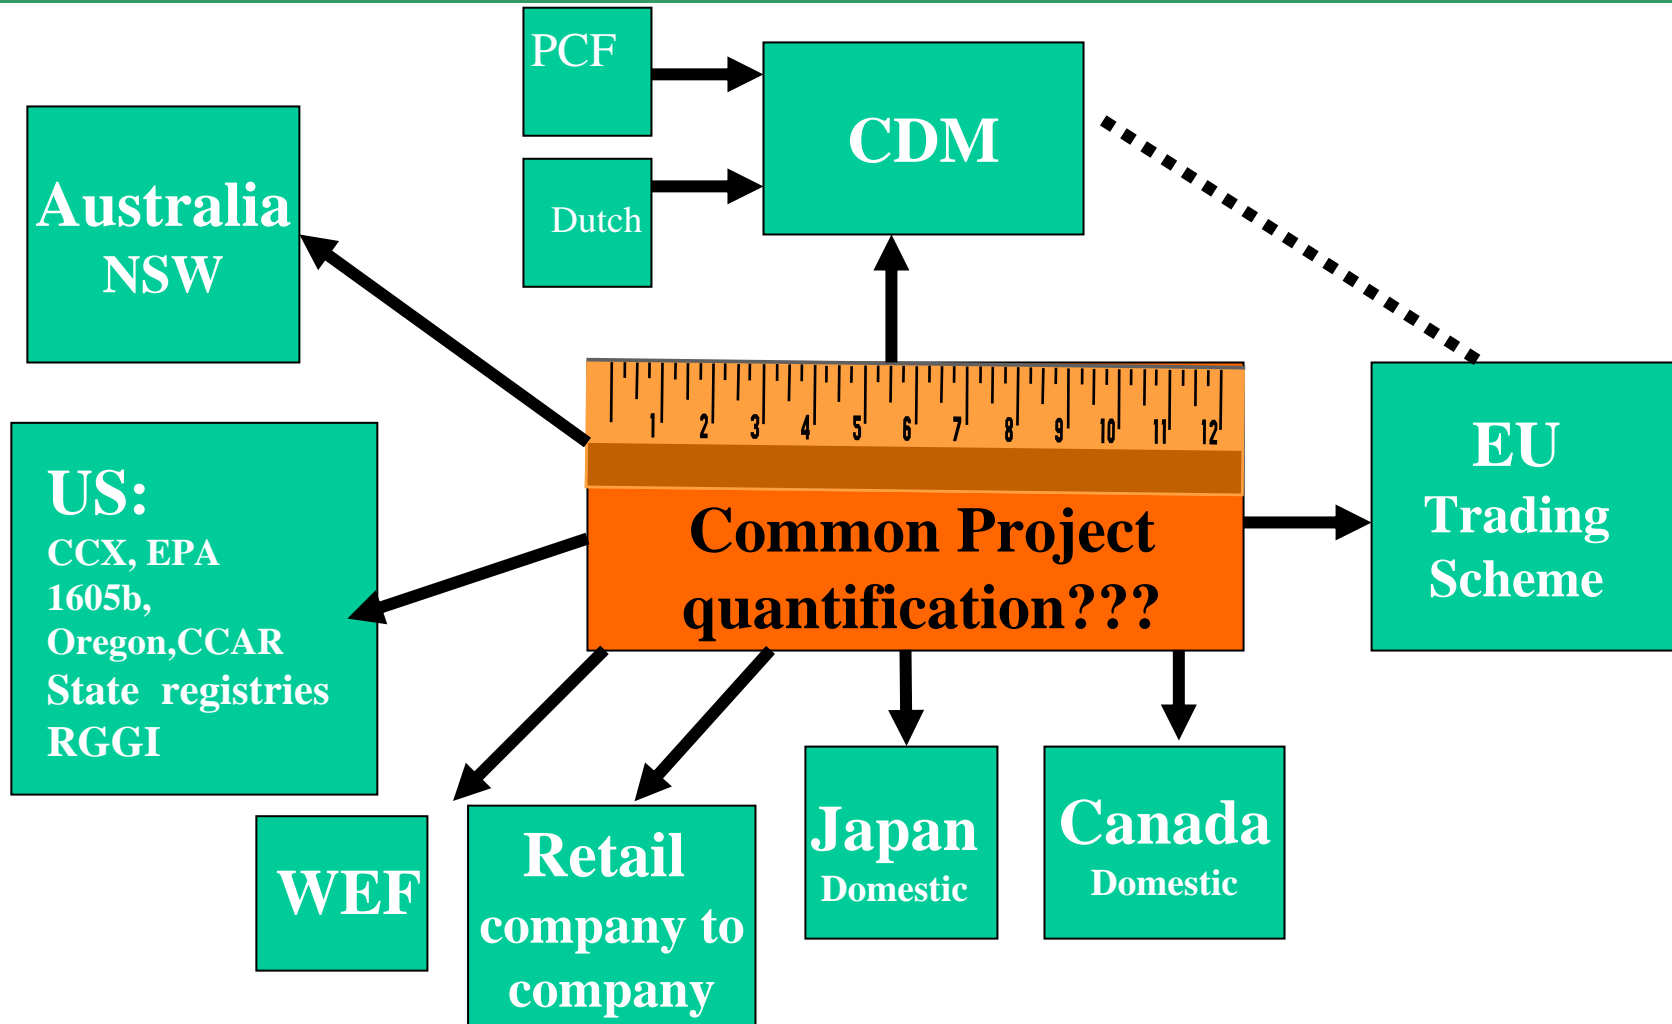 PCF
CDM
Dutch
Australia
NSW
1 2 3 4 5 6 7 8 9 10 11 12
Common Project
quantification???
US:
CCX, EPA
1605b,
Oregon,CCAR
State registries
RGGI
EU
Trading
Scheme
WEF
Retail
company to
company
Japan
Domestic
Canada
Domestic